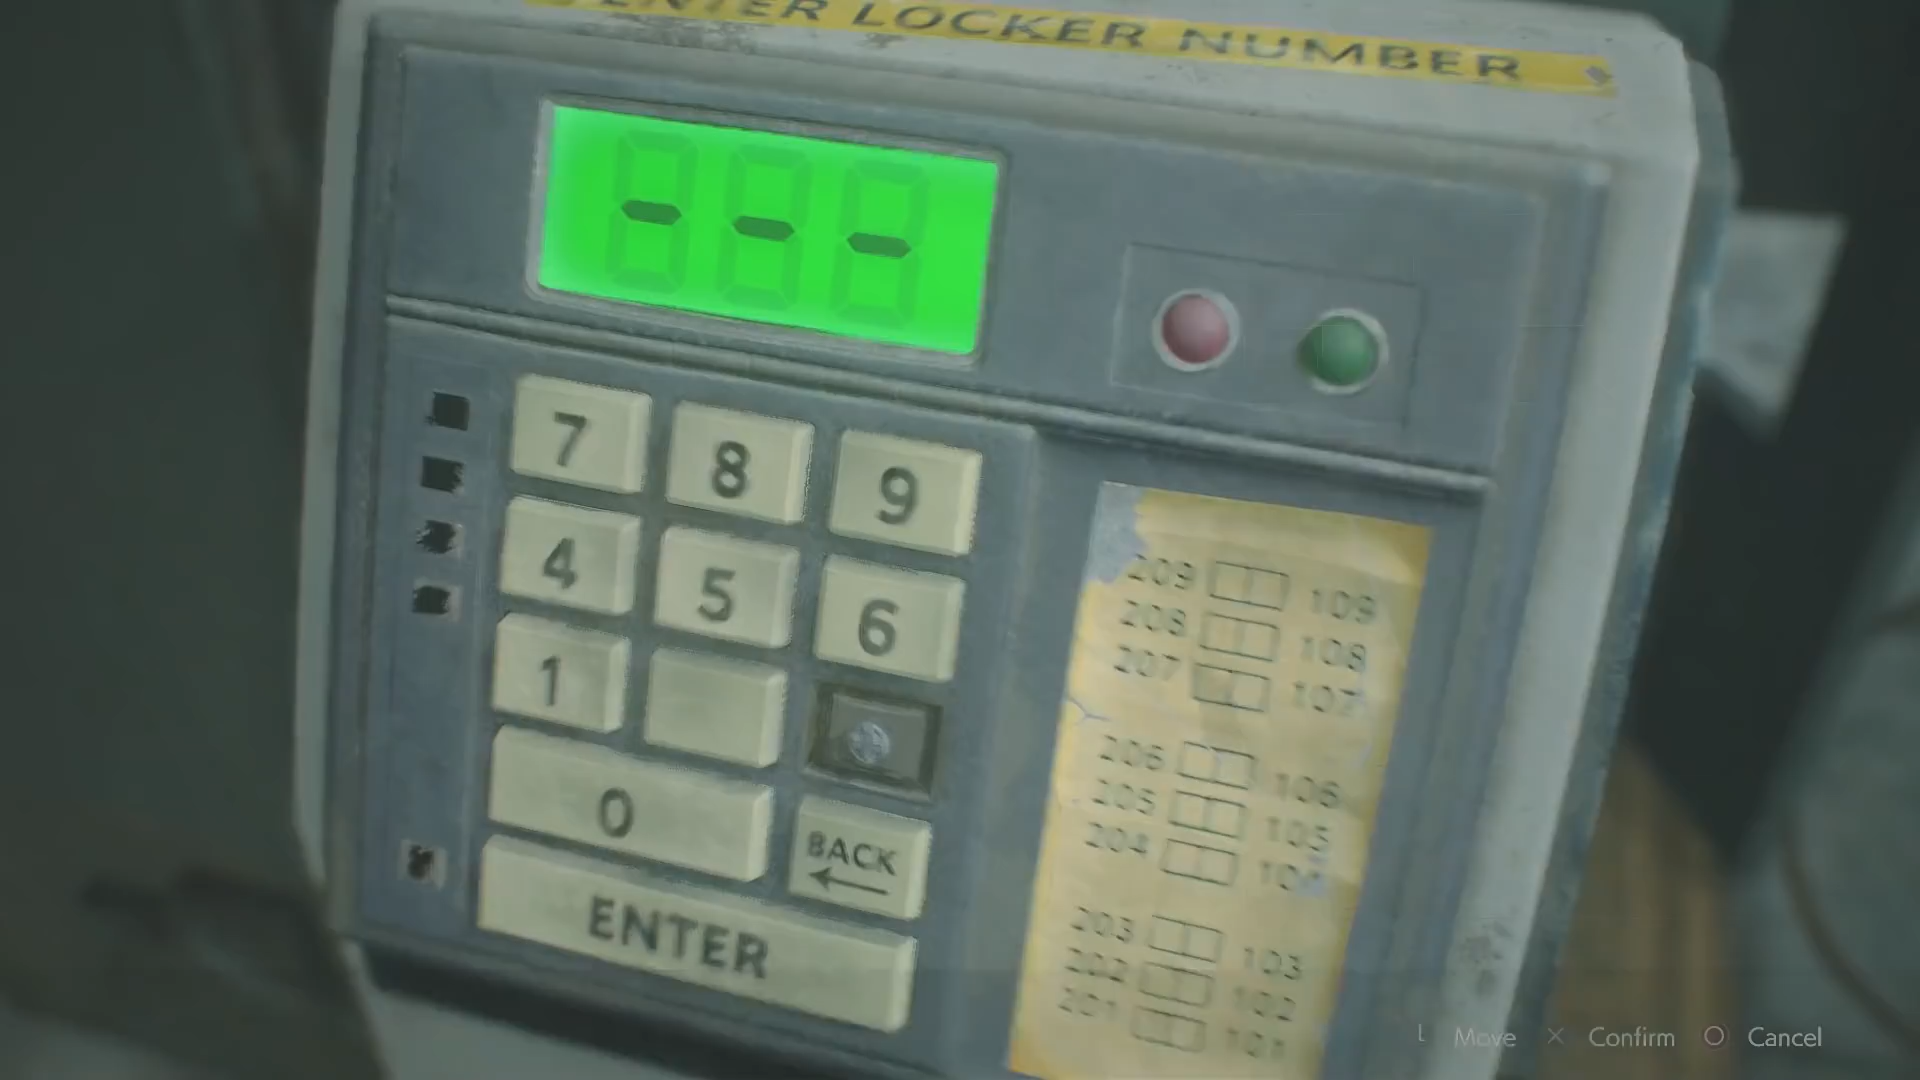 ENTER LOCKER NUMBER
7 8 9
4 5 6
1
0 BACK
ENTER
209 109
208 108
207 107
206 106
205 105
204 104
203 103
202 102
201 101
L Move X Confirm O Cancel